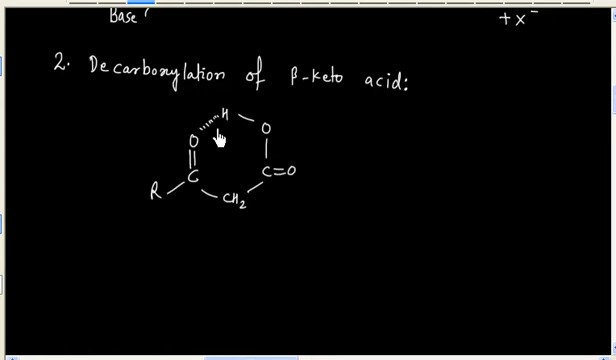 Base
+ X⁻
2. Decarboxylation of β-keto acid:
H
O
O
C=O
C
R
CH₂